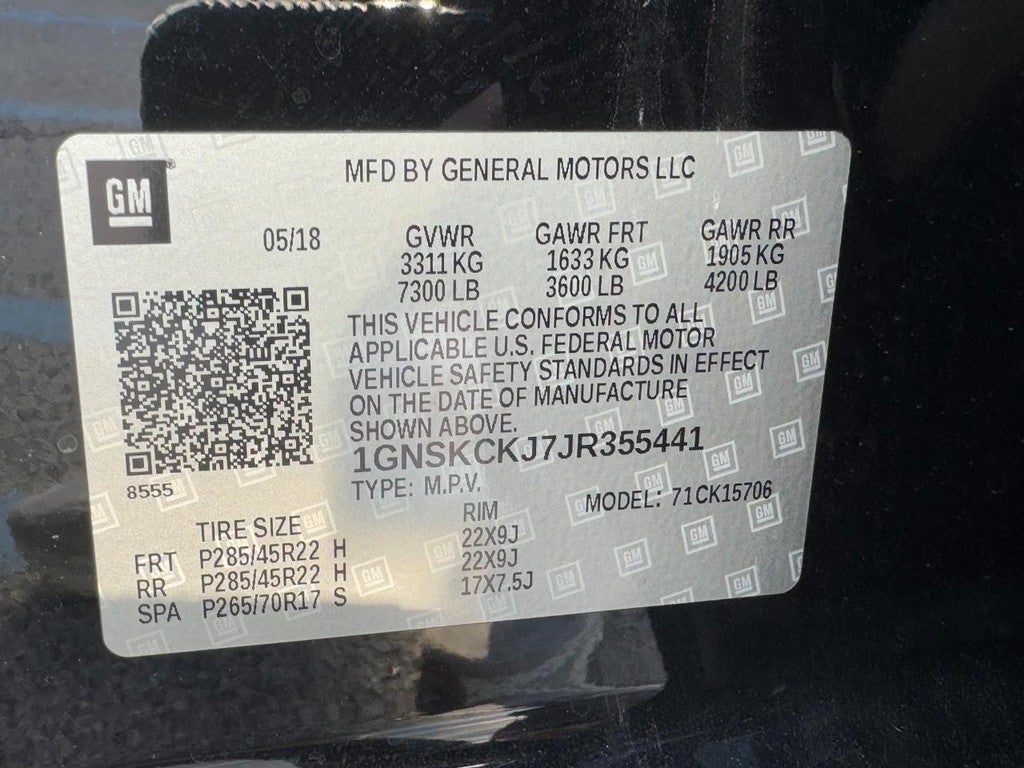 GM
MFD BY GENERAL MOTORS LLC
05/18
GVWR GAWR FRT GAWR RR
3311 KG 1633 KG 1905 KG
7300 LB 3600 LB 4200 LB
THIS VEHICLE CONFORMS TO ALL
APPLICABLE U.S. FEDERAL MOTOR
VEHICLE SAFETY STANDARDS IN EFFECT
ON THE DATE OF MANUFACTURE
SHOWN ABOVE.
1GNSKCKJ7JR355441
8555
TYPE: M.P.V. MODEL: 71CK15706
TIRE SIZE RIM
FRT P285/45R22 H 22X9J
RR P285/45R22 H 22X9J
SPA P265/70R17 S 17X7.5J